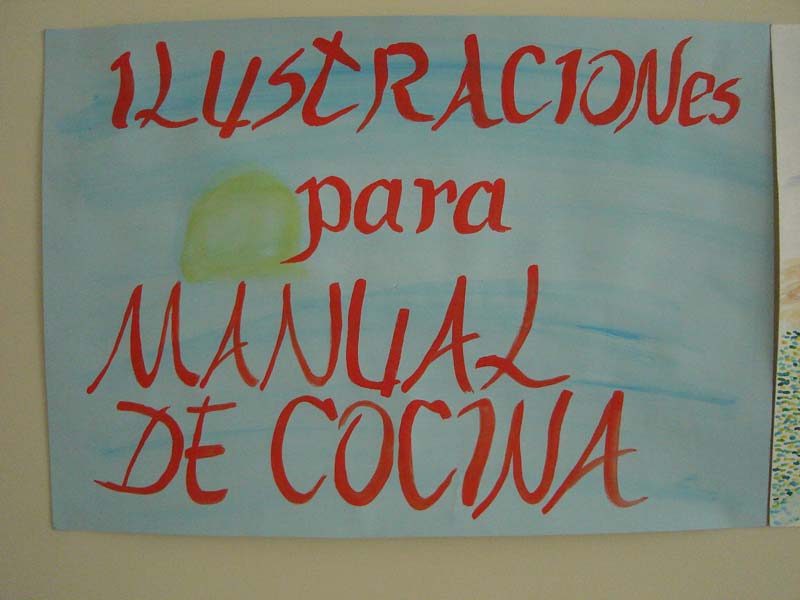 ILUSTRACIONes
para
MANUAL
DE COCINA